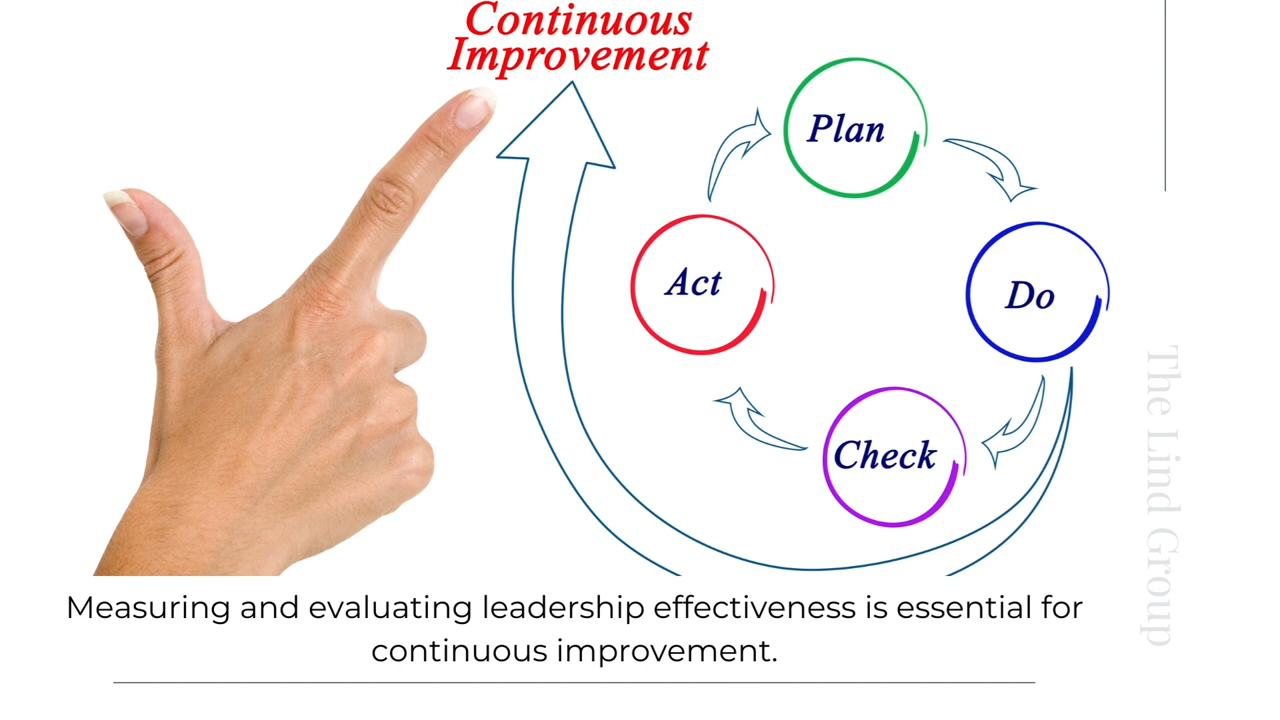 Continuous
Improvement
Plan
Do
Check
Act
Measuring and evaluating leadership effectiveness is essential for
continuous improvement.
The Lind Group